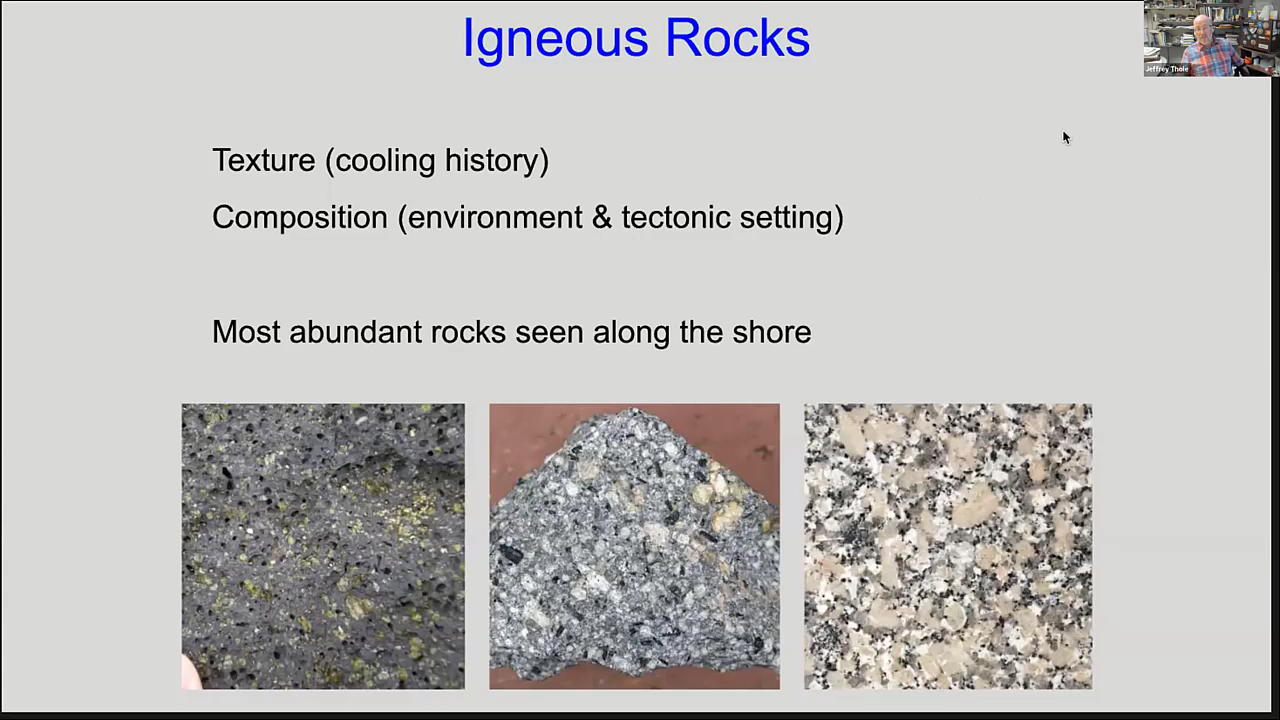 Igneous Rocks
Jeffrey Thole
Texture (cooling history)
Composition (environment & tectonic setting)
Most abundant rocks seen along the shore